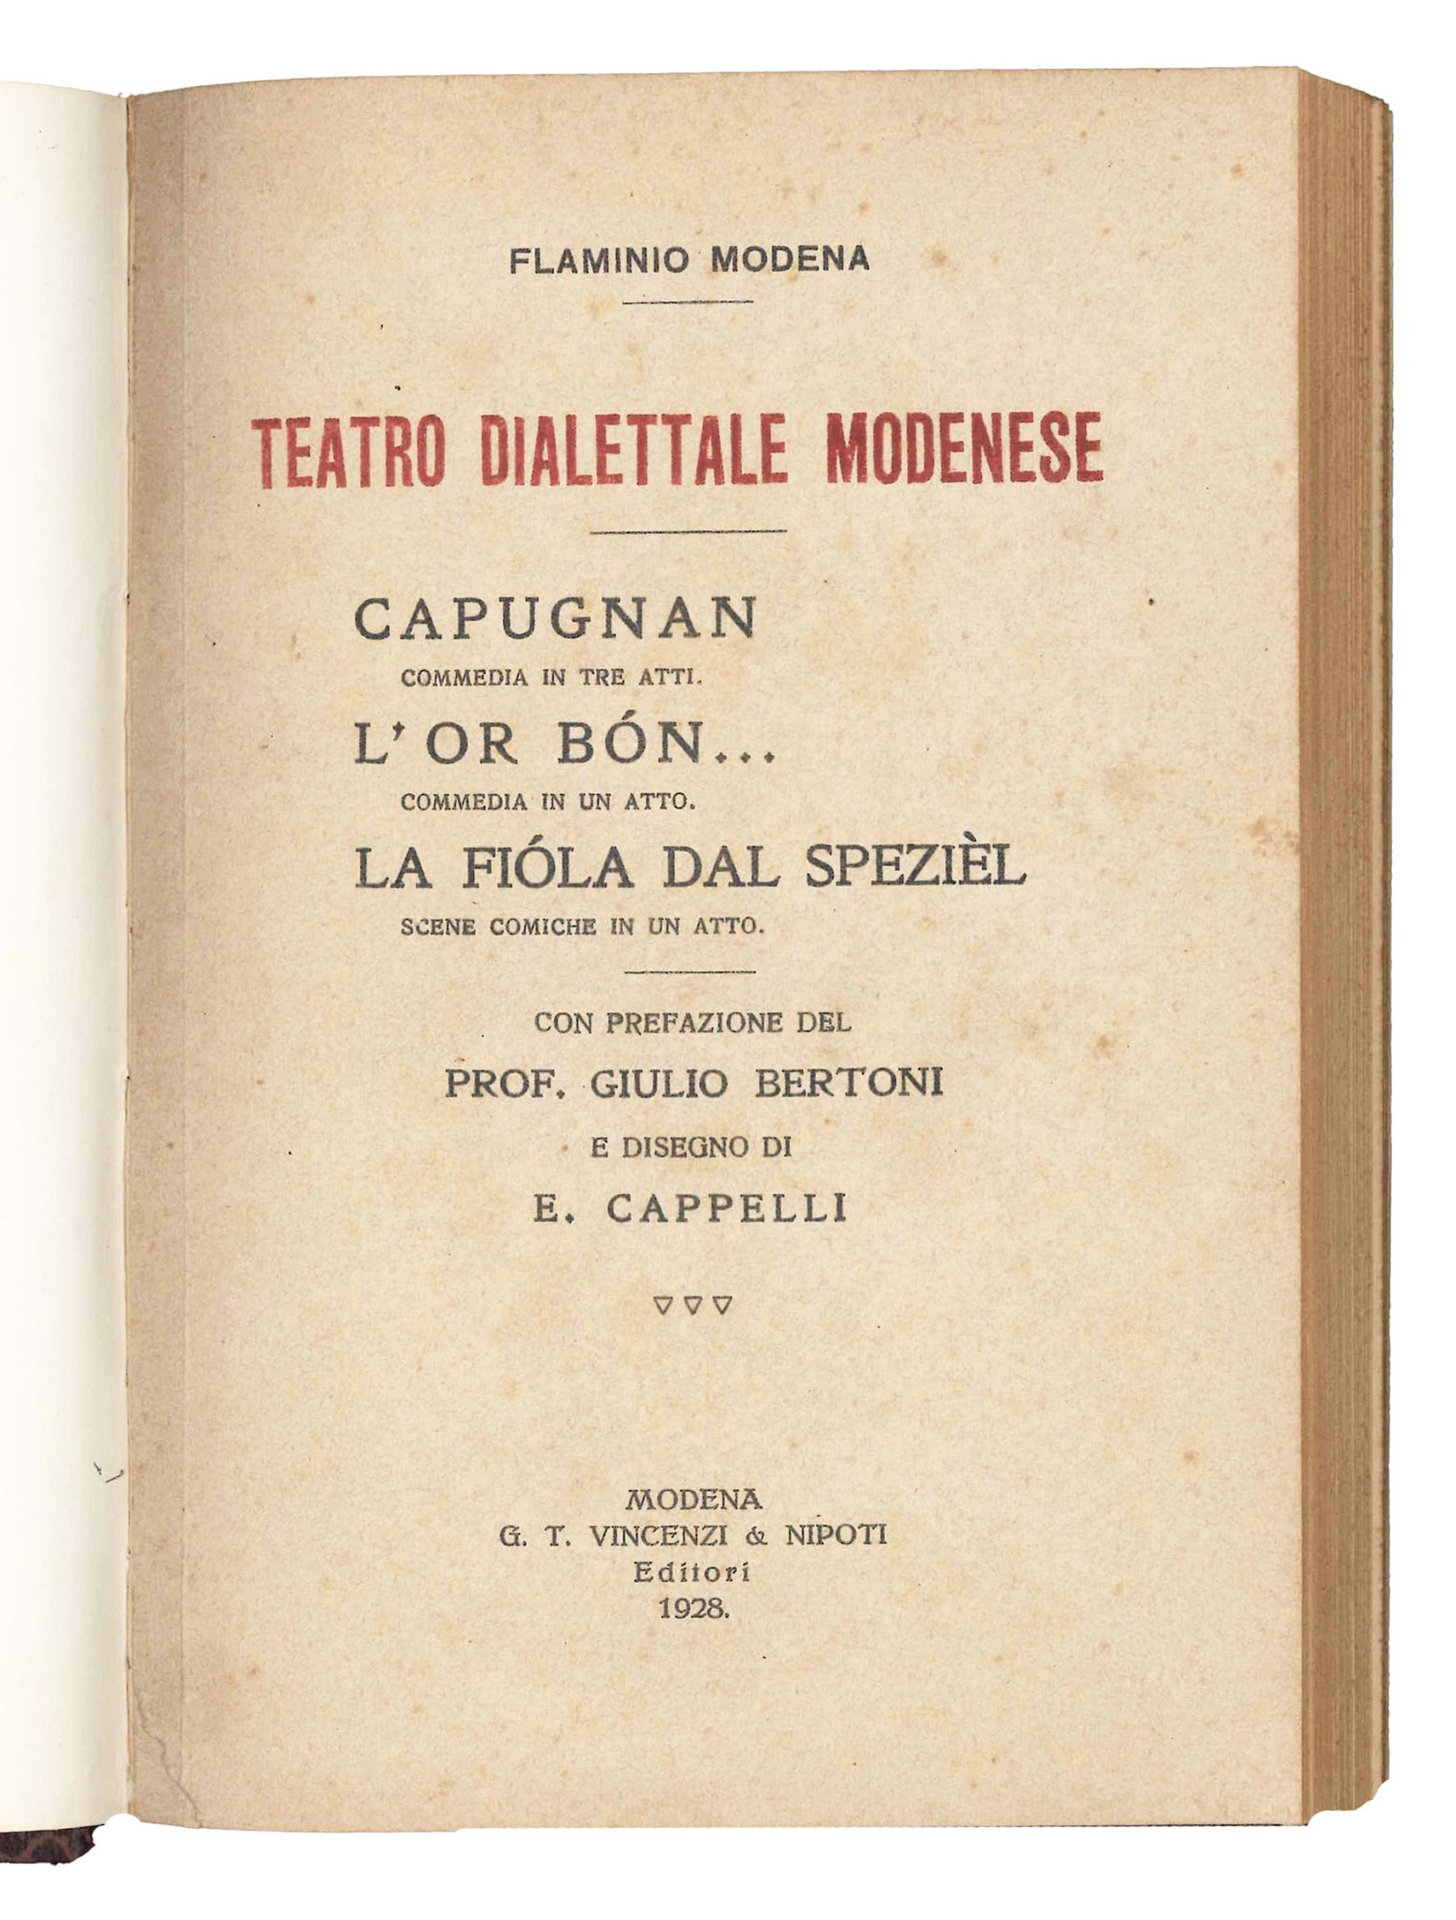 FLAMINIO MODENA
TEATRO DIALETTALE MODENESE
CAPUGNAN
COMMEDIA IN TRE ATTI.
L'OR BÓN...
COMMEDIA IN UN ATTO.
LA FIÓLA DAL SPEZIÈL
SCENE COMICHE IN UN ATTO.
CON PREFAZIONE DEL
PROF. GIULIO BERTONI
E DISEGNO DI
E. CAPPELLI
MODENA
G. T. VINCENZI & NIPOTI
Editori
1928.